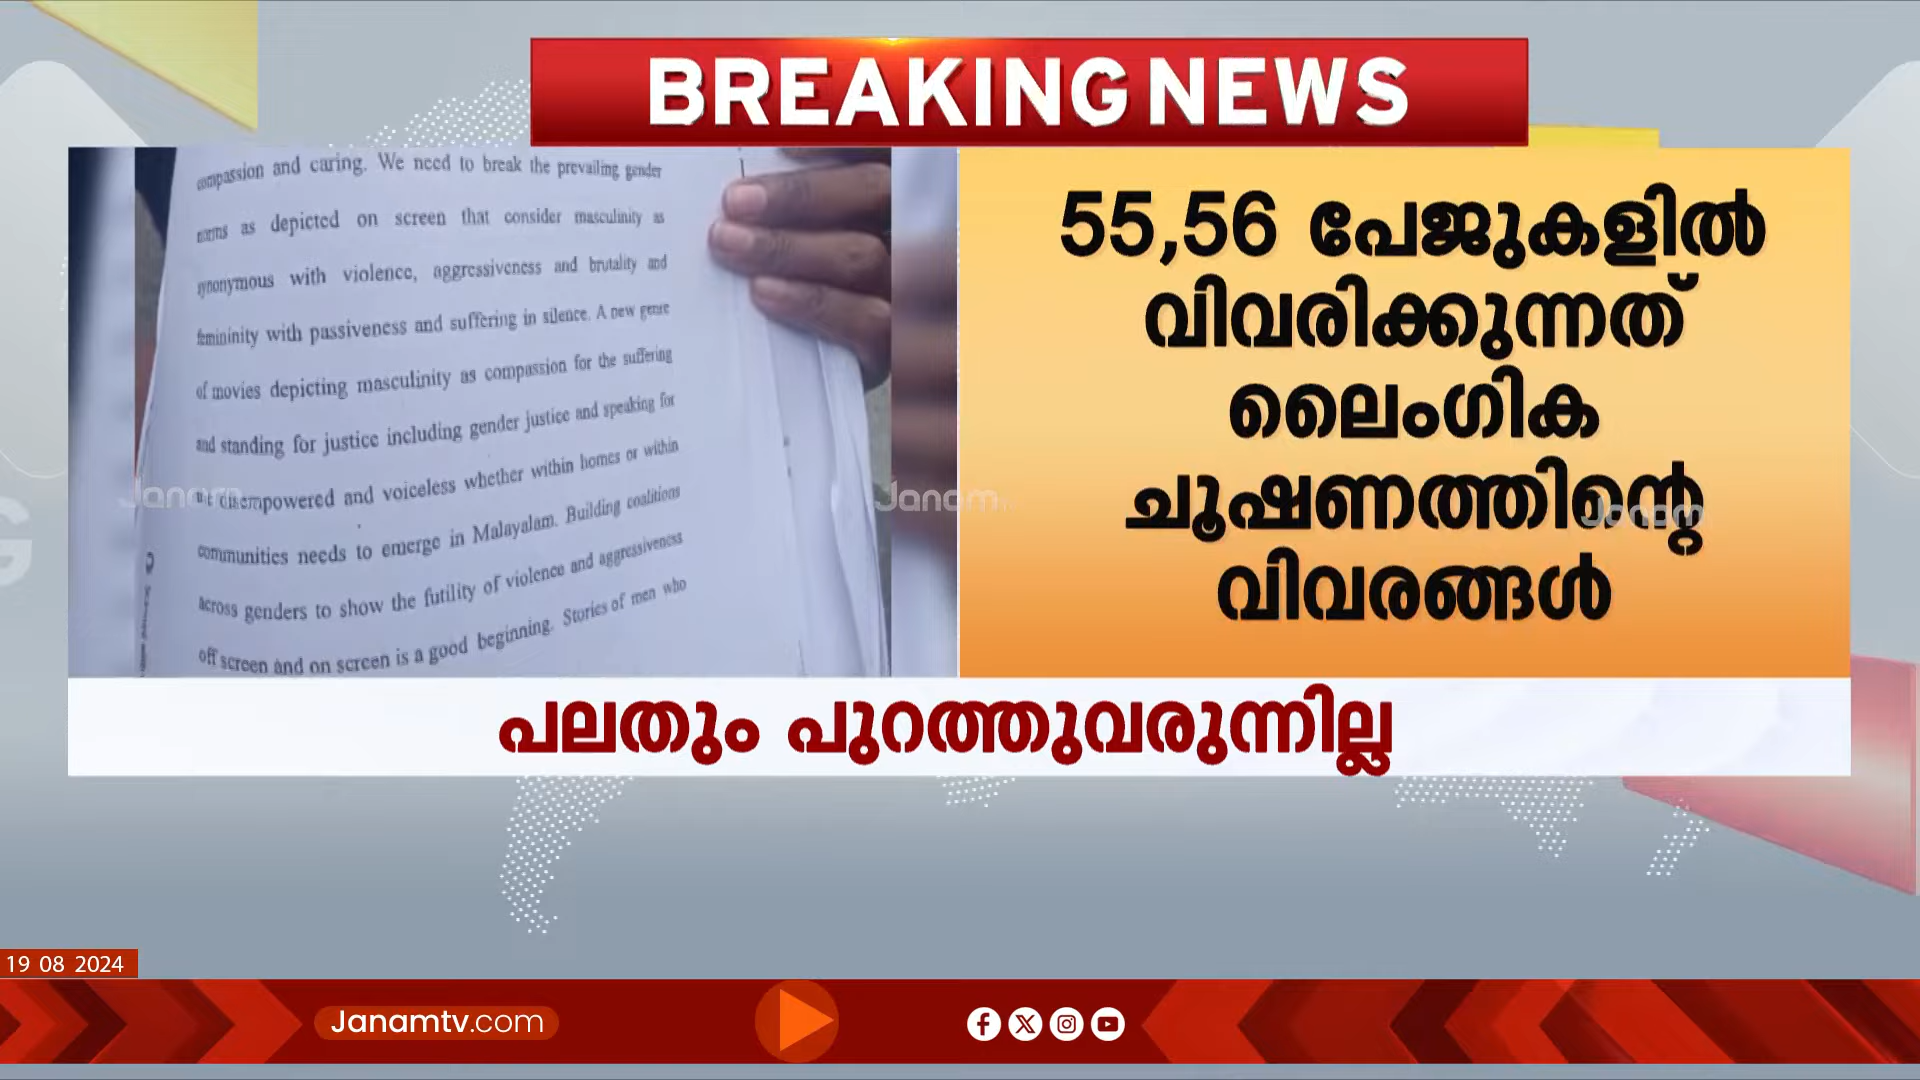 BREAKING NEWS
compassion and caring. We need to break the prevailing gender
norms as depicted on screen that consider masculinity as
synonymous with violence, aggressiveness and brutality and
femininity with passiveness and suffering in silence. A new genre
of movies depicting masculinity as compassion for the suffering
and standing for justice including gender justice and speaking for
disempowered and voiceless whether within homes or within
communities needs to emerge in Malayalam. Building coalitions
across genders to show the futility of violence and aggressiveness
off screen and on screen is a good beginning. Stories of men who
55,56 പേജുകളിൽ
വിവരിക്കുന്നത്
ലൈംഗിക
ചൂഷണത്തിന്റെ
വിവരങ്ങൾ
Janam
Janam
Janam
പലതും പുറത്തുവരുന്നില്ല
19 08 2024
Janamtv.com